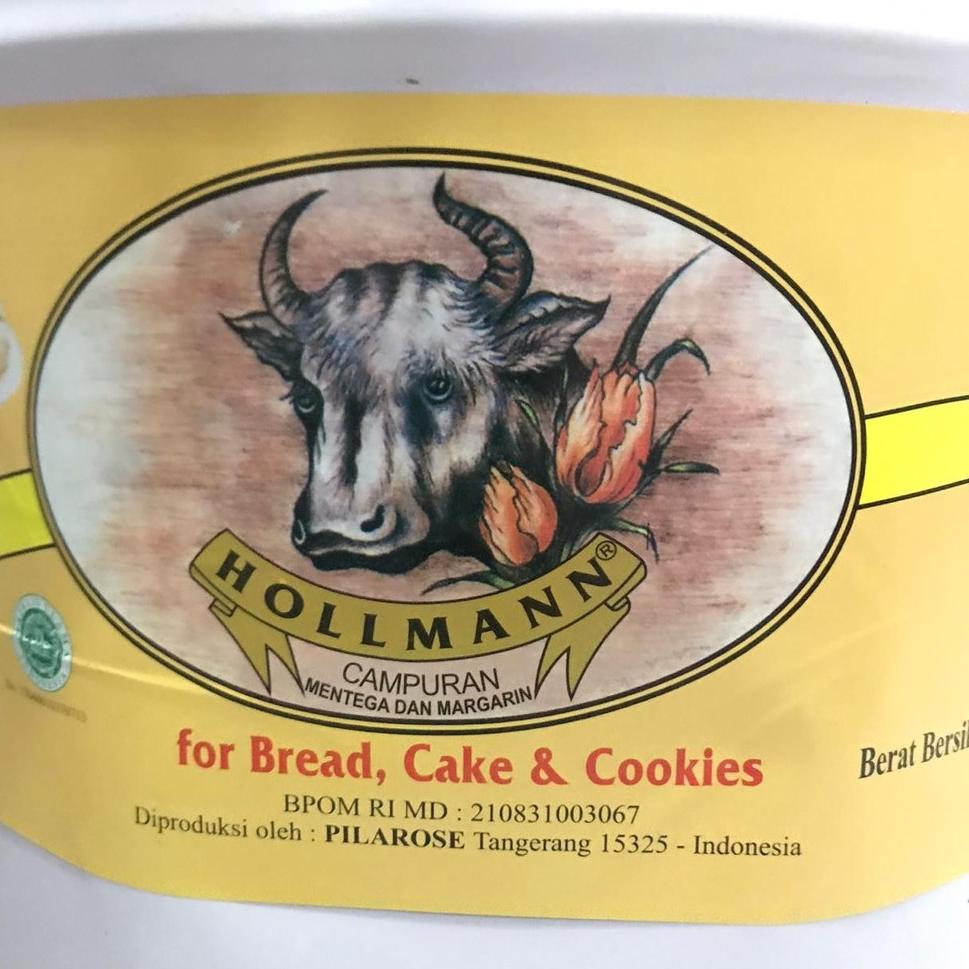 HOLLMANN®
CAMPURAN
MENTEGA DAN MARGARIN
for Bread, Cake & Cookies
BPOM RI MD : 210831003067
Diproduksi oleh : PILAROSE Tangerang 15325 - Indonesia
Berat